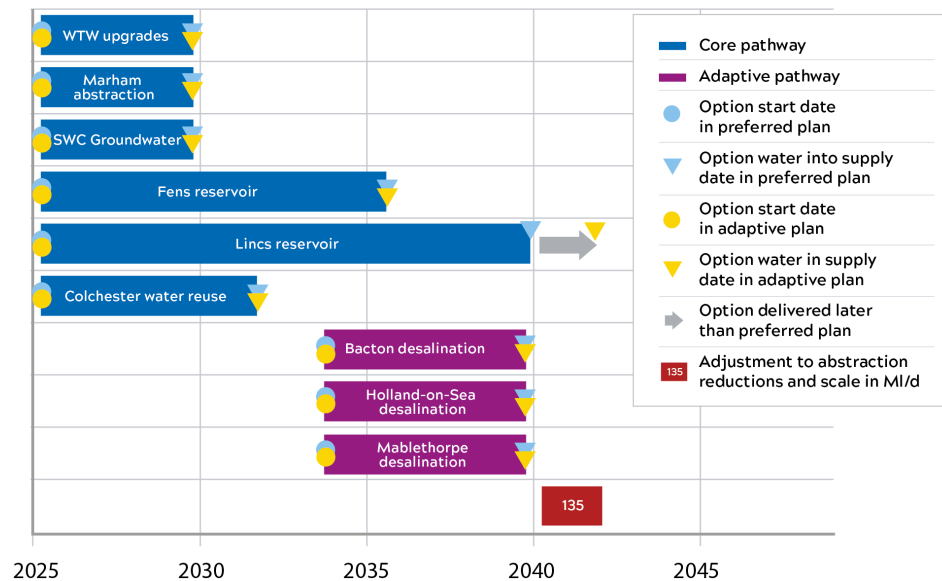 WTW upgrades
Marham
abstraction
SWC Groundwater
Fens reservoir
Lincs reservoir
Colchester water reuse
Bacton desalination
Holland-on-Sea
desalination
Mablethorpe
desalination
135
2025
2030
2035
2040
2045
Core pathway
Adaptive pathway
Option start date
in preferred plan
Option water into supply
date in preferred plan
Option start date
in adaptive plan
Option water in supply
date in adaptive plan
Option delivered later
than preferred plan
135
Adjustment to abstraction
reductions and scale in Ml/d